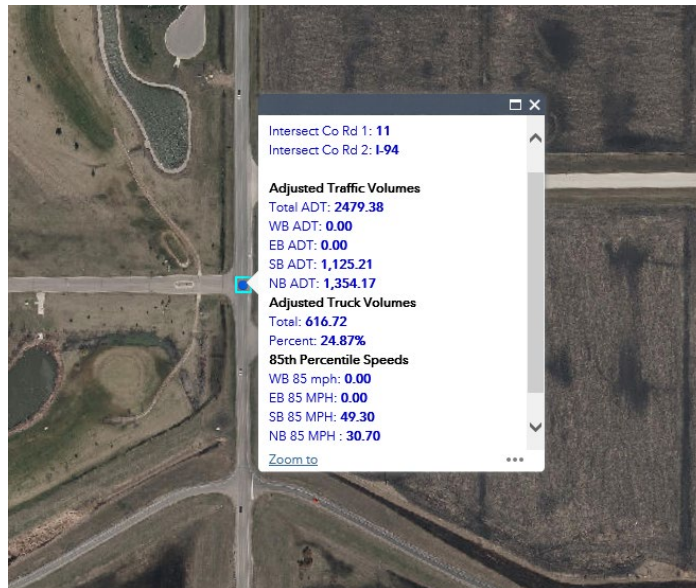 Intersect Co Rd 1: 11
Intersect Co Rd 2: I-94
Adjusted Traffic Volumes
Total ADT: 2479.38
WB ADT: 0.00
EB ADT: 0.00
SB ADT: 1,125.21
NB ADT: 1,354.17
Adjusted Truck Volumes
Total: 616.72
Percent: 24.87%
85th Percentile Speeds
WB 85 mph: 0.00
EB 85 MPH: 0.00
SB 85 MPH: 49.30
NB 85 MPH : 30.70
Zoom to